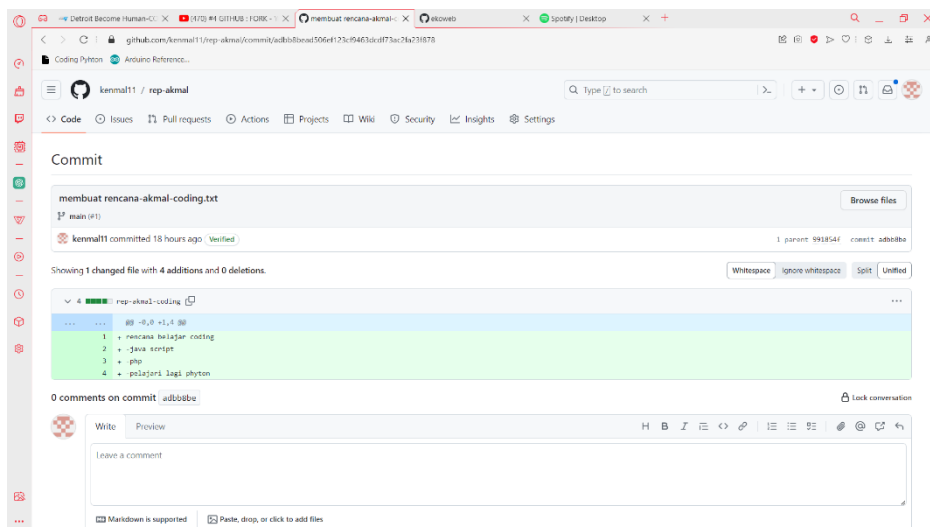 Detroit Become Human-CC
(470) #4 GITHUB : FORK - 1
membuat rencana-akmal-c
ekoweb
Spotify | Desktop
github.com/kenmal11/rep-akmal/commit/adbb8bead506ef123cf9463dcdf73ac2fa23f878
Coding Pyhton
Arduino Reference...
kenmal11 / rep-akmal
Type / to search
Code
Issues
Pull requests
Actions
Projects
Wiki
Security
Insights
Settings
Commit
membuat rencana-akmal-coding.txt
Browse files
main (#1)
kenmal11 committed 18 hours ago Verified
1 parent 991854f commit adbb8be
Showing 1 changed file with 4 additions and 0 deletions.
Whitespace Ignore whitespace Split Unified
4 rep-akmal-coding
... ... @@ -0,0 +1,4 @@
1 + rencana belajar coding
2 + -java script
3 + -php
4 + -pelajari lagi phyton
0 comments on commit adbb8be
Lock conversation
Write Preview
H B I
Leave a comment
Markdown is supported
Paste, drop, or click to add files